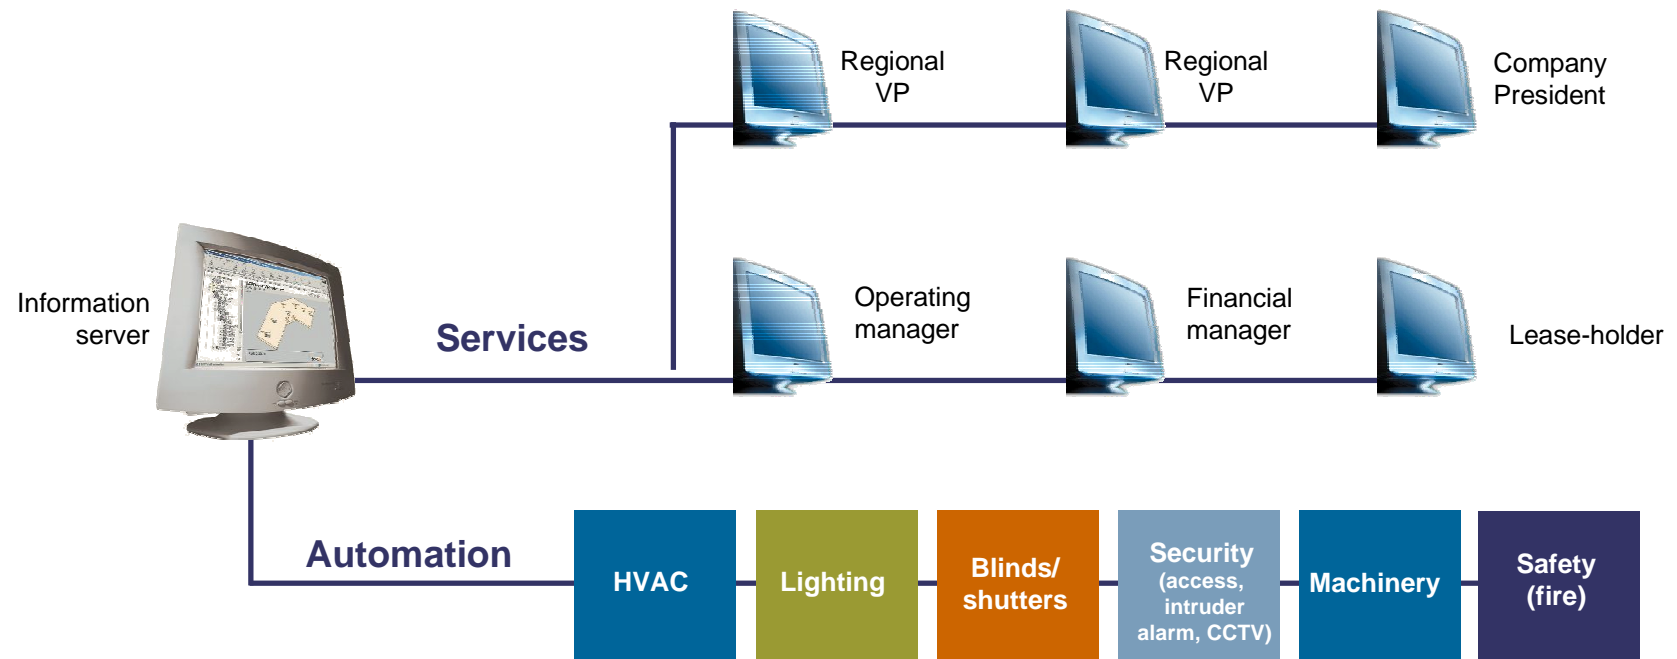 Regional
VP
Regional
VP
Company
President
Information
server
Services
Operating
manager
Financial
manager
Lease-holder
Automation
HVAC
Lighting
Blinds/
shutters
Security
(access,
intruder
alarm, CCTV)
Machinery
Safety
(fire)